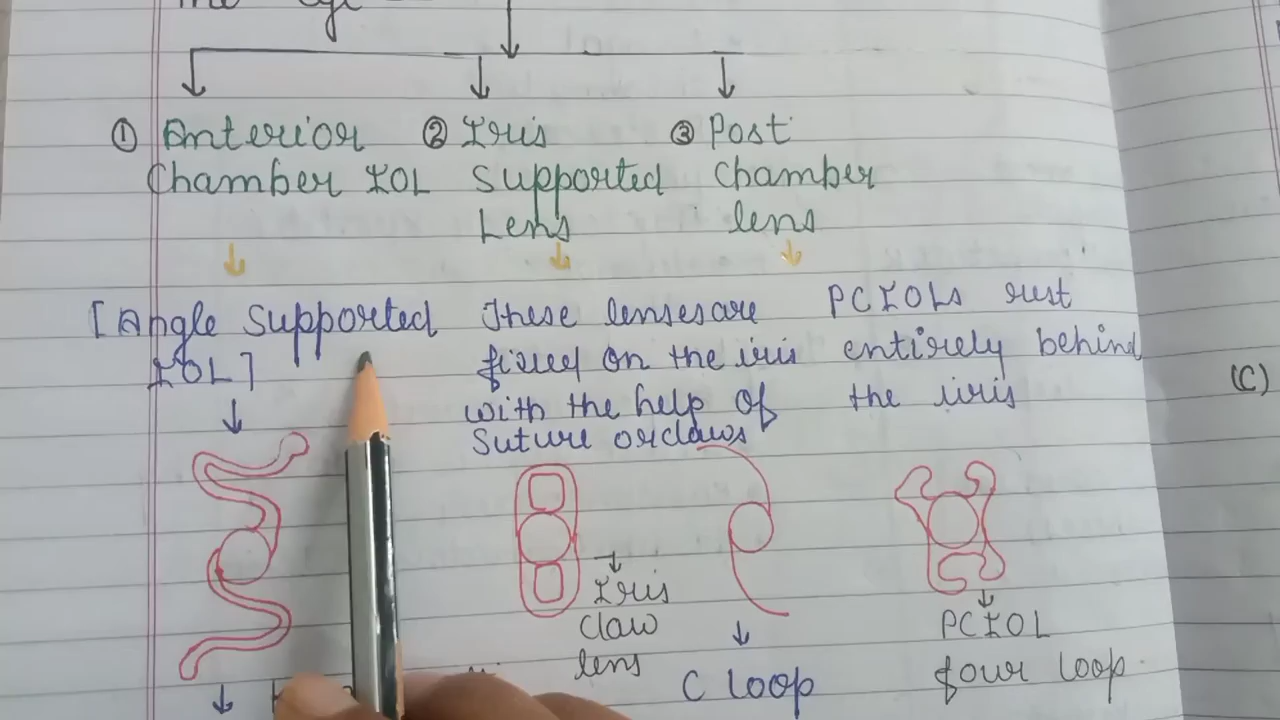 the eye
① Anterior
Chamber IOL
② Iris
Supported
Lens
③ Post
Chamber
lens
[Angle Supported
IOL]
These lenses are
fixed on the iris
with the help of
Suture or claws
PCIOLs rest
entirely behind
the iris
Iris
Claw
lens
C loop
PCIOL
four loop
(C)